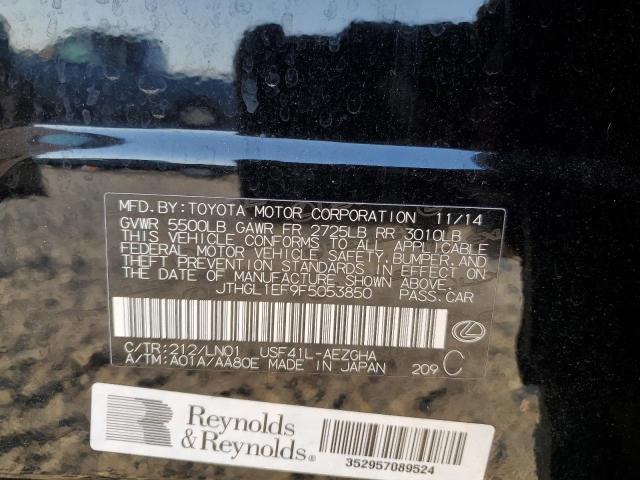 MFD.BY:TOYOTA MOTOR CORPORATION 11/14
GVWR 5500LB GAWR FR 2725LB RR 3010LB
THIS VEHICLE CONFORMS TO ALL APPLICABLE
FEDERAL MOTOR VEHICLE SAFETY,BUMPER,AND
THEFT PREVENTION STANDARDS IN EFFECT ON
THE DATE OF MANUFACTURE SHOWN ABOVE.
JTHGL1EF9F5053850 PASS.CAR
C/TR:212/LN01 USF41L-AEZGHA
A/TM:A01A/AA80E MADE IN JAPAN 209 C
Reynolds
&Reynolds®
352957089524